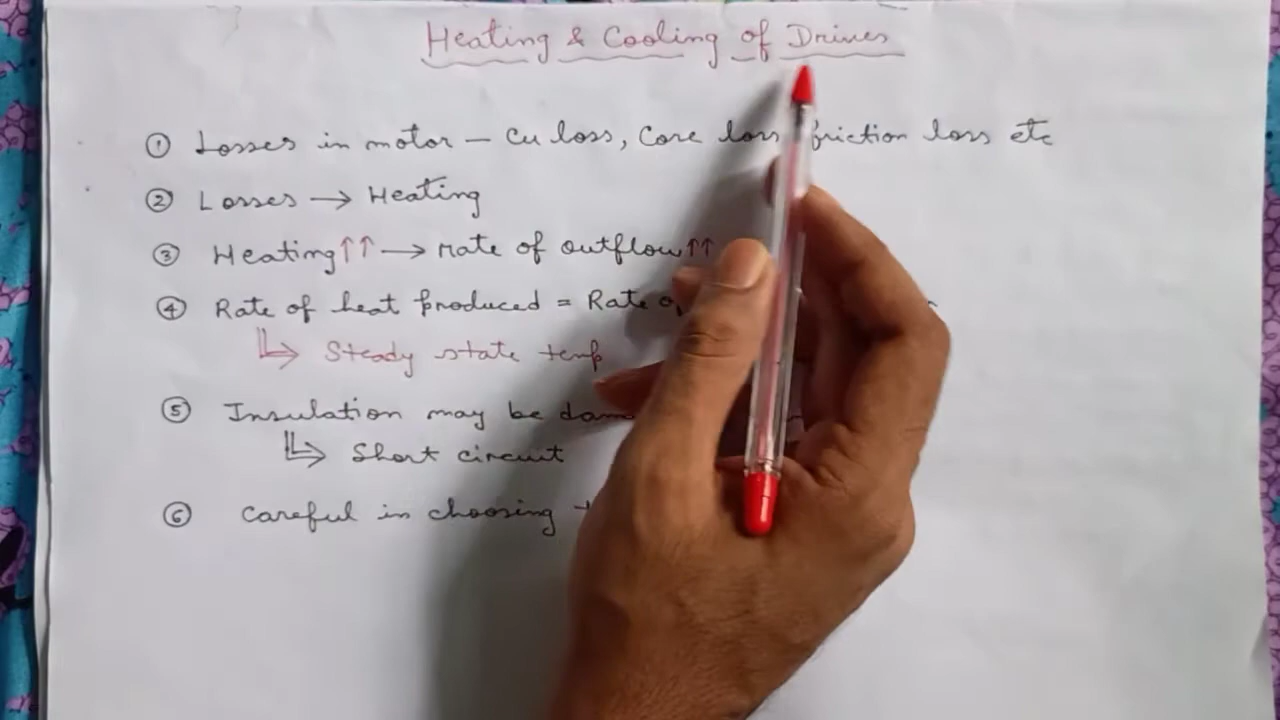 Heating & Cooling of Drives
① Losses in motor — Cu loss, Core loss friction loss etc
② Losses → Heating
③ Heating↑↑ → rate of outflow↑↑
④ Rate of heat produced = Rate
↳ Steady state temp
⑤ Insulation may be
↳ Short circuit
⑥ Careful in choosing